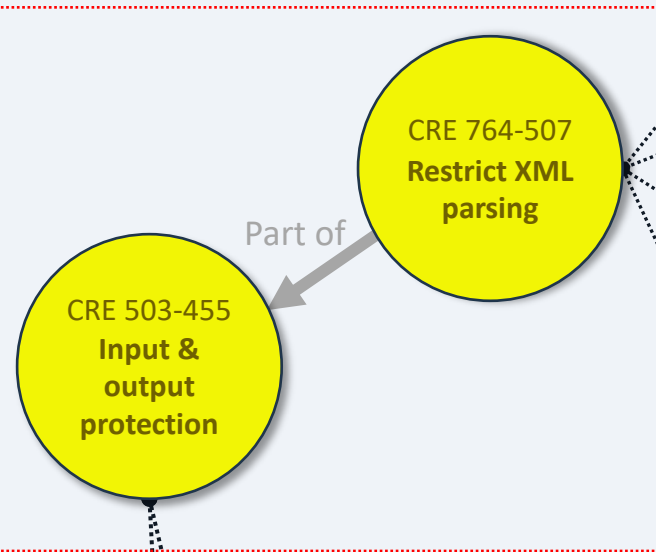 CRE 764-507
Restrict XML
parsing
Part of
CRE 503-455
Input &
output
protection